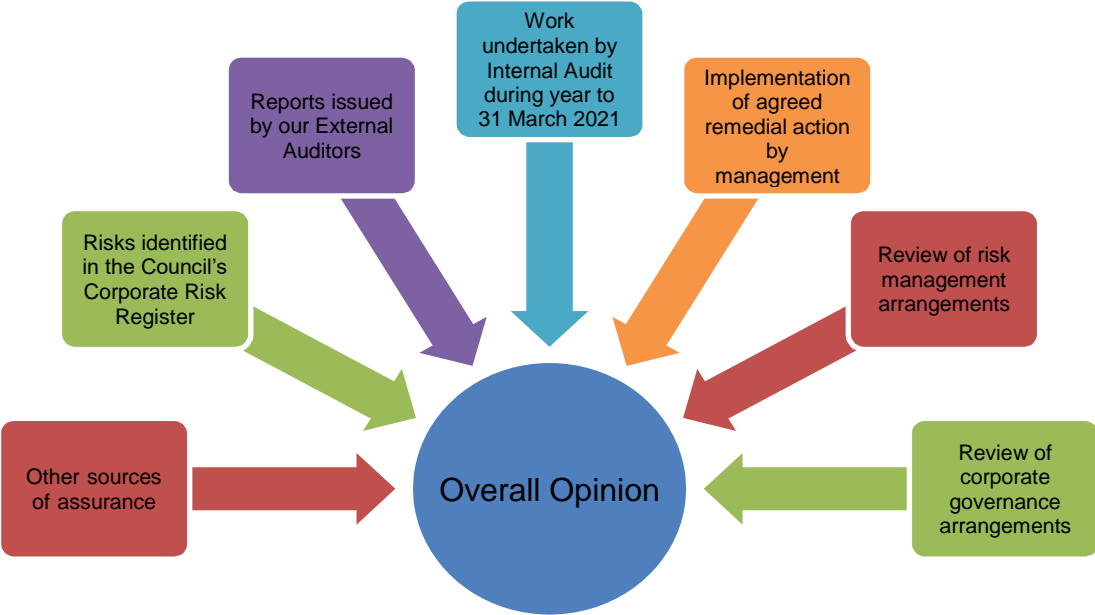 Work
undertaken by
Internal Audit
during year to
31 March 2021
Reports issued
by our External
Auditors
Implementation
of agreed
remedial action
by
management
Risks identified
in the Council’s
Corporate Risk
Register
Review of risk
management
arrangements
Other sources
of assurance
Overall Opinion
Review of
corporate
governance
arrangements